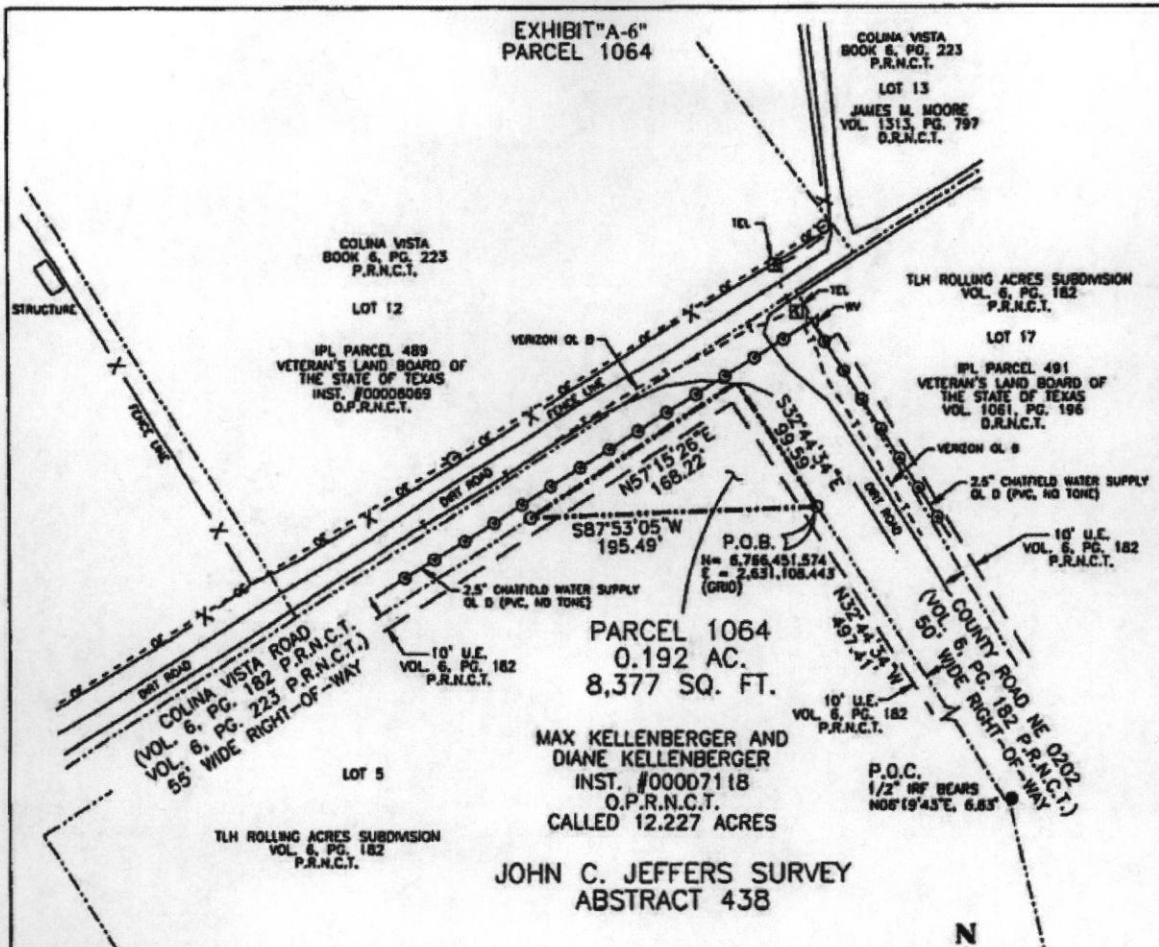 EXHIBIT"A-6"
PARCEL 1064
COLINA VISTA
BOOK 6, PG. 223
P.R.N.C.T.
LOT 13
JAMES M. MOORE
VOL. 1313, PG. 797
D.R.N.C.T.
TEL
COLINA VISTA
BOOK 6, PG. 223
P.R.N.C.T.
LOT 12
IPL PARCEL 489
VETERAN'S LAND BOARD OF
THE STATE OF TEXAS
INST. #00006069
O.P.R.N.C.T.
STRUCTURE
FENCE LINE
VERIZON QL B
FENCE LINE
TEL
WV
TLH ROLLING ACRES SUBDIVISION
VOL. 6, PG. 182
P.R.N.C.T.
LOT 17
IPL PARCEL 491
VETERAN'S LAND BOARD OF
THE STATE OF TEXAS
VOL. 1061, PG. 196
D.R.N.C.T.
VERIZON QL B
2.5" CHATFIELD WATER SUPPLY
QL D (PVC, NO TONE)
10' U.E.
VOL. 6, PG. 182
P.R.N.C.T.
DIRT ROAD
S32°44'34"E
99.59'
N57°15'26"E
168.22'
DIRT ROAD
S87°53'05"W
195.49'
P.O.B.
N= 6,766,451.574
E = 2,631,108.443
(GRID)
2.5" CHATFIELD WATER SUPPLY
QL D (PVC, NO TONE)
N32°44'34"W
497.41'
COUNTY ROAD NE 0202
(VOL. 6, PG. 182 P.R.N.C.T.)
50' WIDE RIGHT-OF-WAY
PARCEL 1064
0.192 AC.
8,377 SQ. FT.
10' U.E.
VOL. 6, PG. 182
P.R.N.C.T.
10' U.E.
VOL. 6, PG. 182
P.R.N.C.T.
DIRT ROAD
COLINA VISTA ROAD
(VOL. 6, PG. 182 P.R.N.C.T.
VOL. 6, PG. 223 P.R.N.C.T.)
55' WIDE RIGHT-OF-WAY
MAX KELLENBERGER AND
DIANE KELLENBERGER
INST. #00007118
O.P.R.N.C.T.
CALLED 12.227 ACRES
LOT 5
P.O.C.
1/2" IRF BEARS
N06°19'43"E, 6.63'
TLH ROLLING ACRES SUBDIVISION
VOL. 6, PG. 182
P.R.N.C.T.
JOHN C. JEFFERS SURVEY
ABSTRACT 438
N